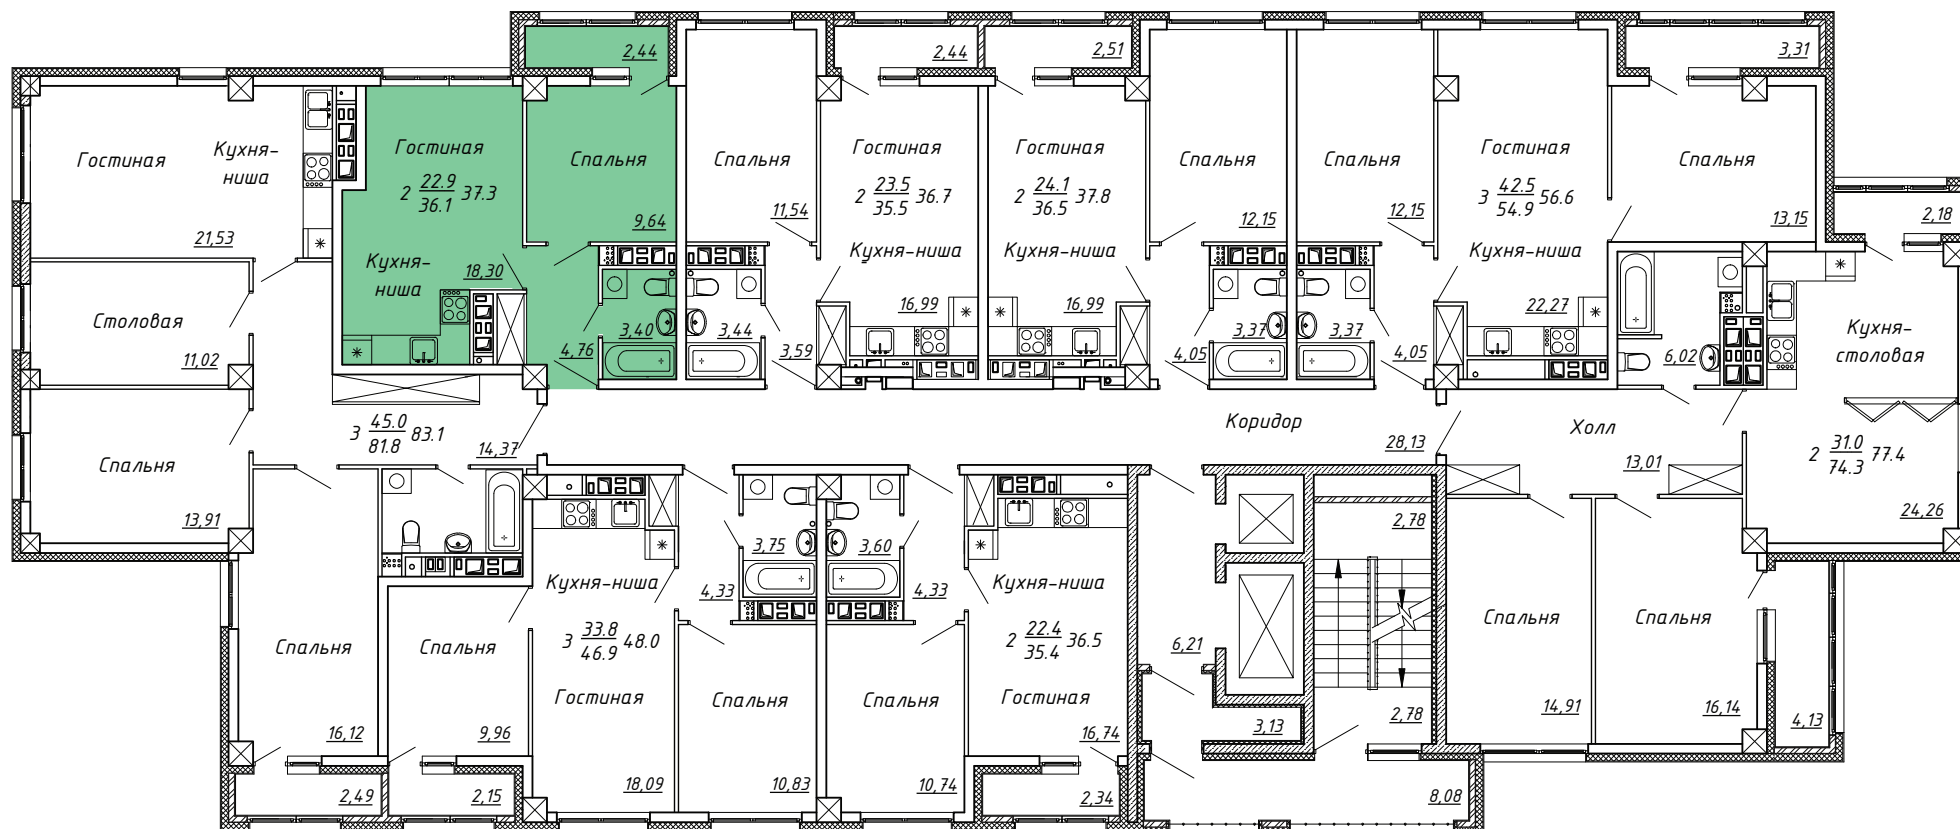 2,44
2,44
2,51
3,31
Гостиная
Кухня-
ниша
21,53
Гостиная
2 22.9 37.3
36.1
Кухня-
ниша
18,30
Спальня
9,64
Спальня
11,54
Гостиная
2 23.5 36.7
35.5
Кухня-ниша
16,99
Гостиная
2 24.1 37.8
36.5
Кухня-ниша
16,99
Спальня
12,15
Спальня
12,15
Гостиная
3 42.5 56.6
54.9
Кухня-ниша
22,27
Спальня
13,15
2,18
Столовая
11,02
4,76
3,40
3,44
3,59
3,37
4,05
3,37
4,05
6,02
Кухня-
столовая
Спальня
13,91
3 45.0 83.1
81.8
14,37
Коридор
28,13
Холл
13,01
2 31.0 77.4
74.3
24,26
3,75
3,60
2,78
Кухня-ниша
4,33
4,33
Кухня-ниша
Спальня
16,12
Спальня
9,96
3 33.8 48.0
46.9
Гостиная
18,09
Спальня
10,83
Спальня
10,74
2 22.4 36.5
35.4
Гостиная
16,74
6,21
3,13
2,78
Спальня
14,91
Спальня
16,14
4,13
2,49
2,15
2,34
8,08